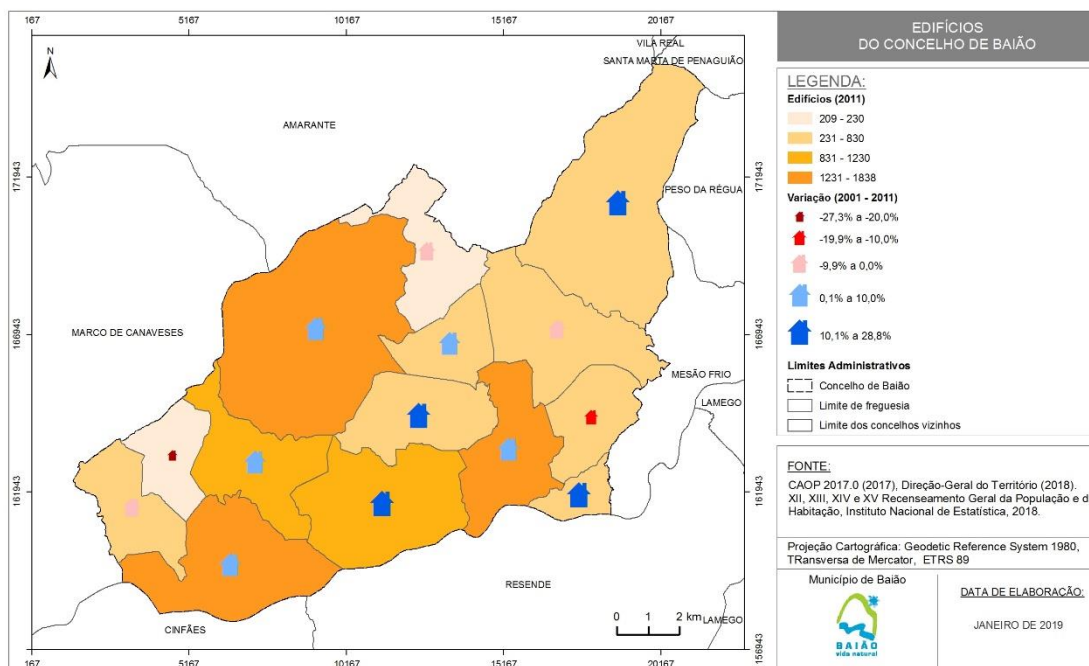 167
5167
10167
15167
20167
N
VILA REAL
SANTA MARTA DE PENAGUIÃO
AMARANTE
171943
171943
PESO DA RÉGUA
MARCO DE CANAVESES
166943
166943
MESÃO FRIO
LAMEGO
161943
161943
RESENDE
CINFÃES
0 1 2 km
LAMEGO
156943
167
5167
10167
15167
20167
EDIFÍCIOS
DO CONCELHO DE BAIÃO
LEGENDA:
Edifícios (2011)
209 - 230
231 - 830
831 - 1230
1231 - 1838
Variação (2001 - 2011)
-27,3% a -20,0%
-19,9% a -10,0%
-9,9% a 0,0%
0,1% a 10,0%
10,1% a 28,8%
Limites Administrativos
Concelho de Baião
Limite de freguesia
Limite dos concelhos vizinhos
FONTE:
CAOP 2017.0 (2017), Direção-Geral do Território (2018).
XII, XIII, XIV e XV Recenseamento Geral da População e d
Habitação, Instituto Nacional de Estatística, 2018.
Projeção Cartográfica: Geodetic Reference System 1980,
TRansversa de Mercator, ETRS 89
Município de Baião
BAIÃO
vida natural
DATA DE ELABORAÇÃO:
JANEIRO DE 2019